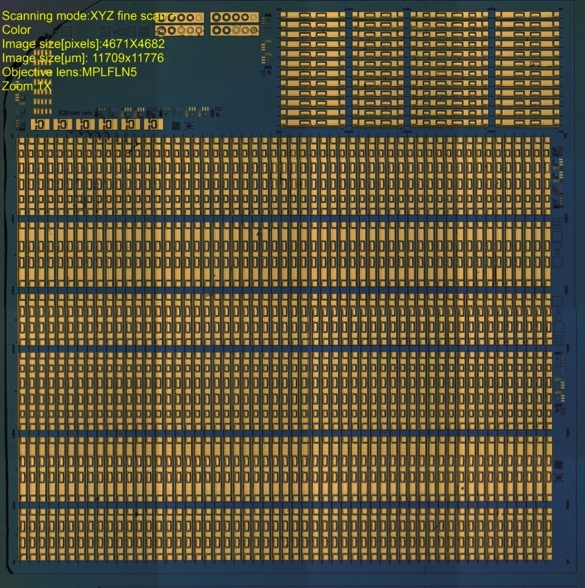 Scanning mode:XYZ fine scan
Color
Image size[pixels]:4671X4682
Image size[µm]: 11709x11776
Objective lens:MPLFLN5
Zoom:1X